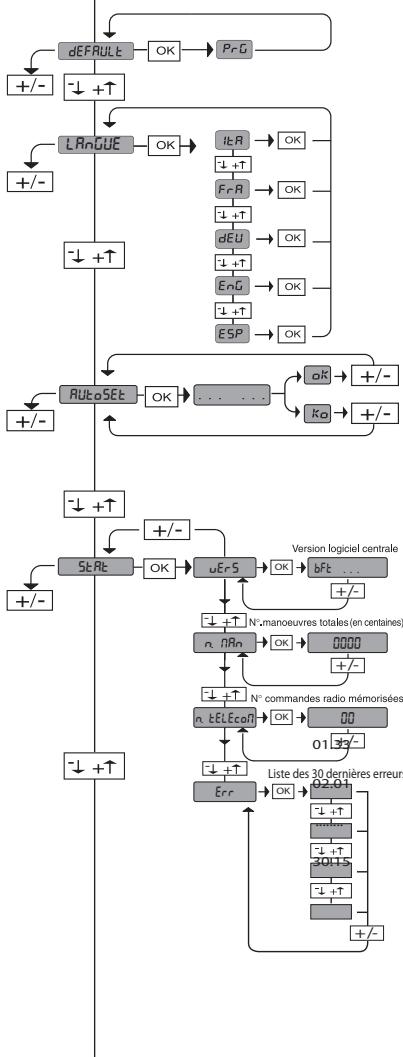 dEFAULt OK PrG
+/- -↓ +↑
LAnGUE OK ItA OK
+/- -↓ +↑
FrA OK
-↓ +↑
dEU OK
-↓ +↑ -↓ +↑
EnG OK
-↓ +↑
ESP OK
AUtoSEt OK ... ... oK +/-
+/- Ko +/-
-↓ +↑
+/-
Version logiciel centrale
StAt OK vErS OK bFt ...
+/- +/-
-↓ +↑ N°.manoeuvres totales (en centaines)
n. MAn OK 0000
+/-
-↓ +↑ N° commandes radio mémorisées
n. tELEcoM OK 00
01.33 +/-
-↓ +↑ -↓ +↑ Liste des 30 dernières erreurs
Err OK 02.01
-↓ +↑
........
-↓ +↑
30.15
-↓ +↑
+/-